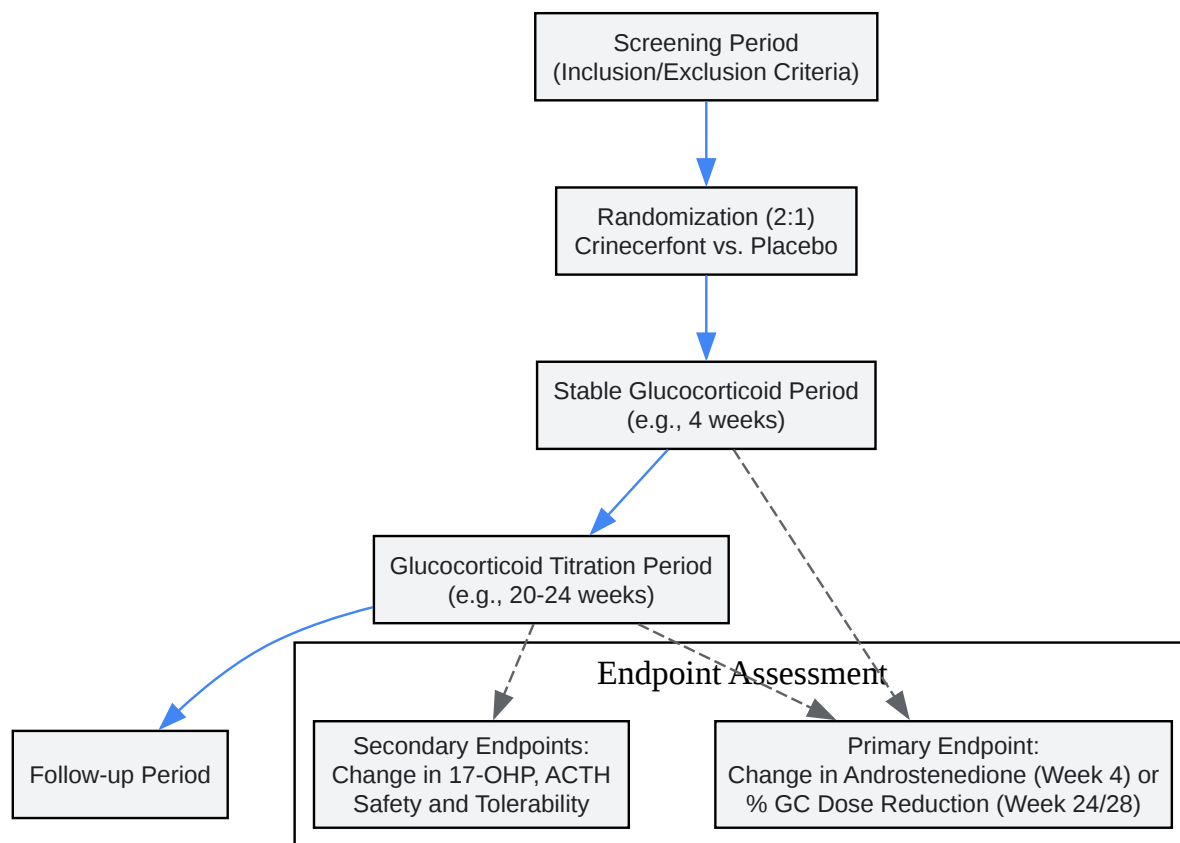 Screening Period
(Inclusion/Exclusion Criteria)
Randomization (2:1)
Crinecerfont vs. Placebo
Stable Glucocorticoid Period
(e.g., 4 weeks)
Glucocorticoid Titration Period
(e.g., 20-24 weeks)
Endpoint Assessment
Follow-up Period
Secondary Endpoints:
Change in 17-OHP, ACTH
Safety and Tolerability
Primary Endpoint:
Change in Androstenedione (Week 4) or
% GC Dose Reduction (Week 24/28)